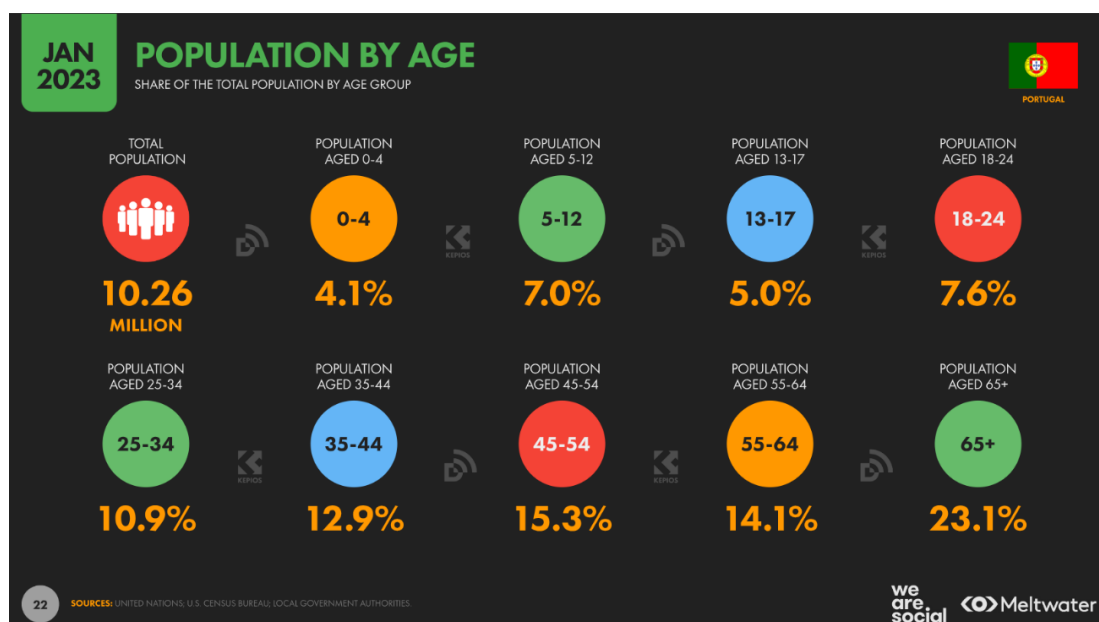 JAN
2023
POPULATION BY AGE
SHARE OF THE TOTAL POPULATION BY AGE GROUP
PORTUGAL
TOTAL
POPULATION
10.26
MILLION
POPULATION
AGED 0-4
0-4
4.1%
POPULATION
AGED 5-12
5-12
7.0%
POPULATION
AGED 13-17
13-17
5.0%
POPULATION
AGED 18-24
18-24
7.6%
KEPIOS
KEPIOS
POPULATION
AGED 25-34
25-34
10.9%
POPULATION
AGED 35-44
35-44
12.9%
POPULATION
AGED 45-54
45-54
15.3%
POPULATION
AGED 55-64
55-64
14.1%
POPULATION
AGED 65+
65+
23.1%
KEPIOS
KEPIOS
22
SOURCES: UNITED NATIONS; U.S. CENSUS BUREAU; LOCAL GOVERNMENT AUTHORITIES.
we
are.
social
Meltwater